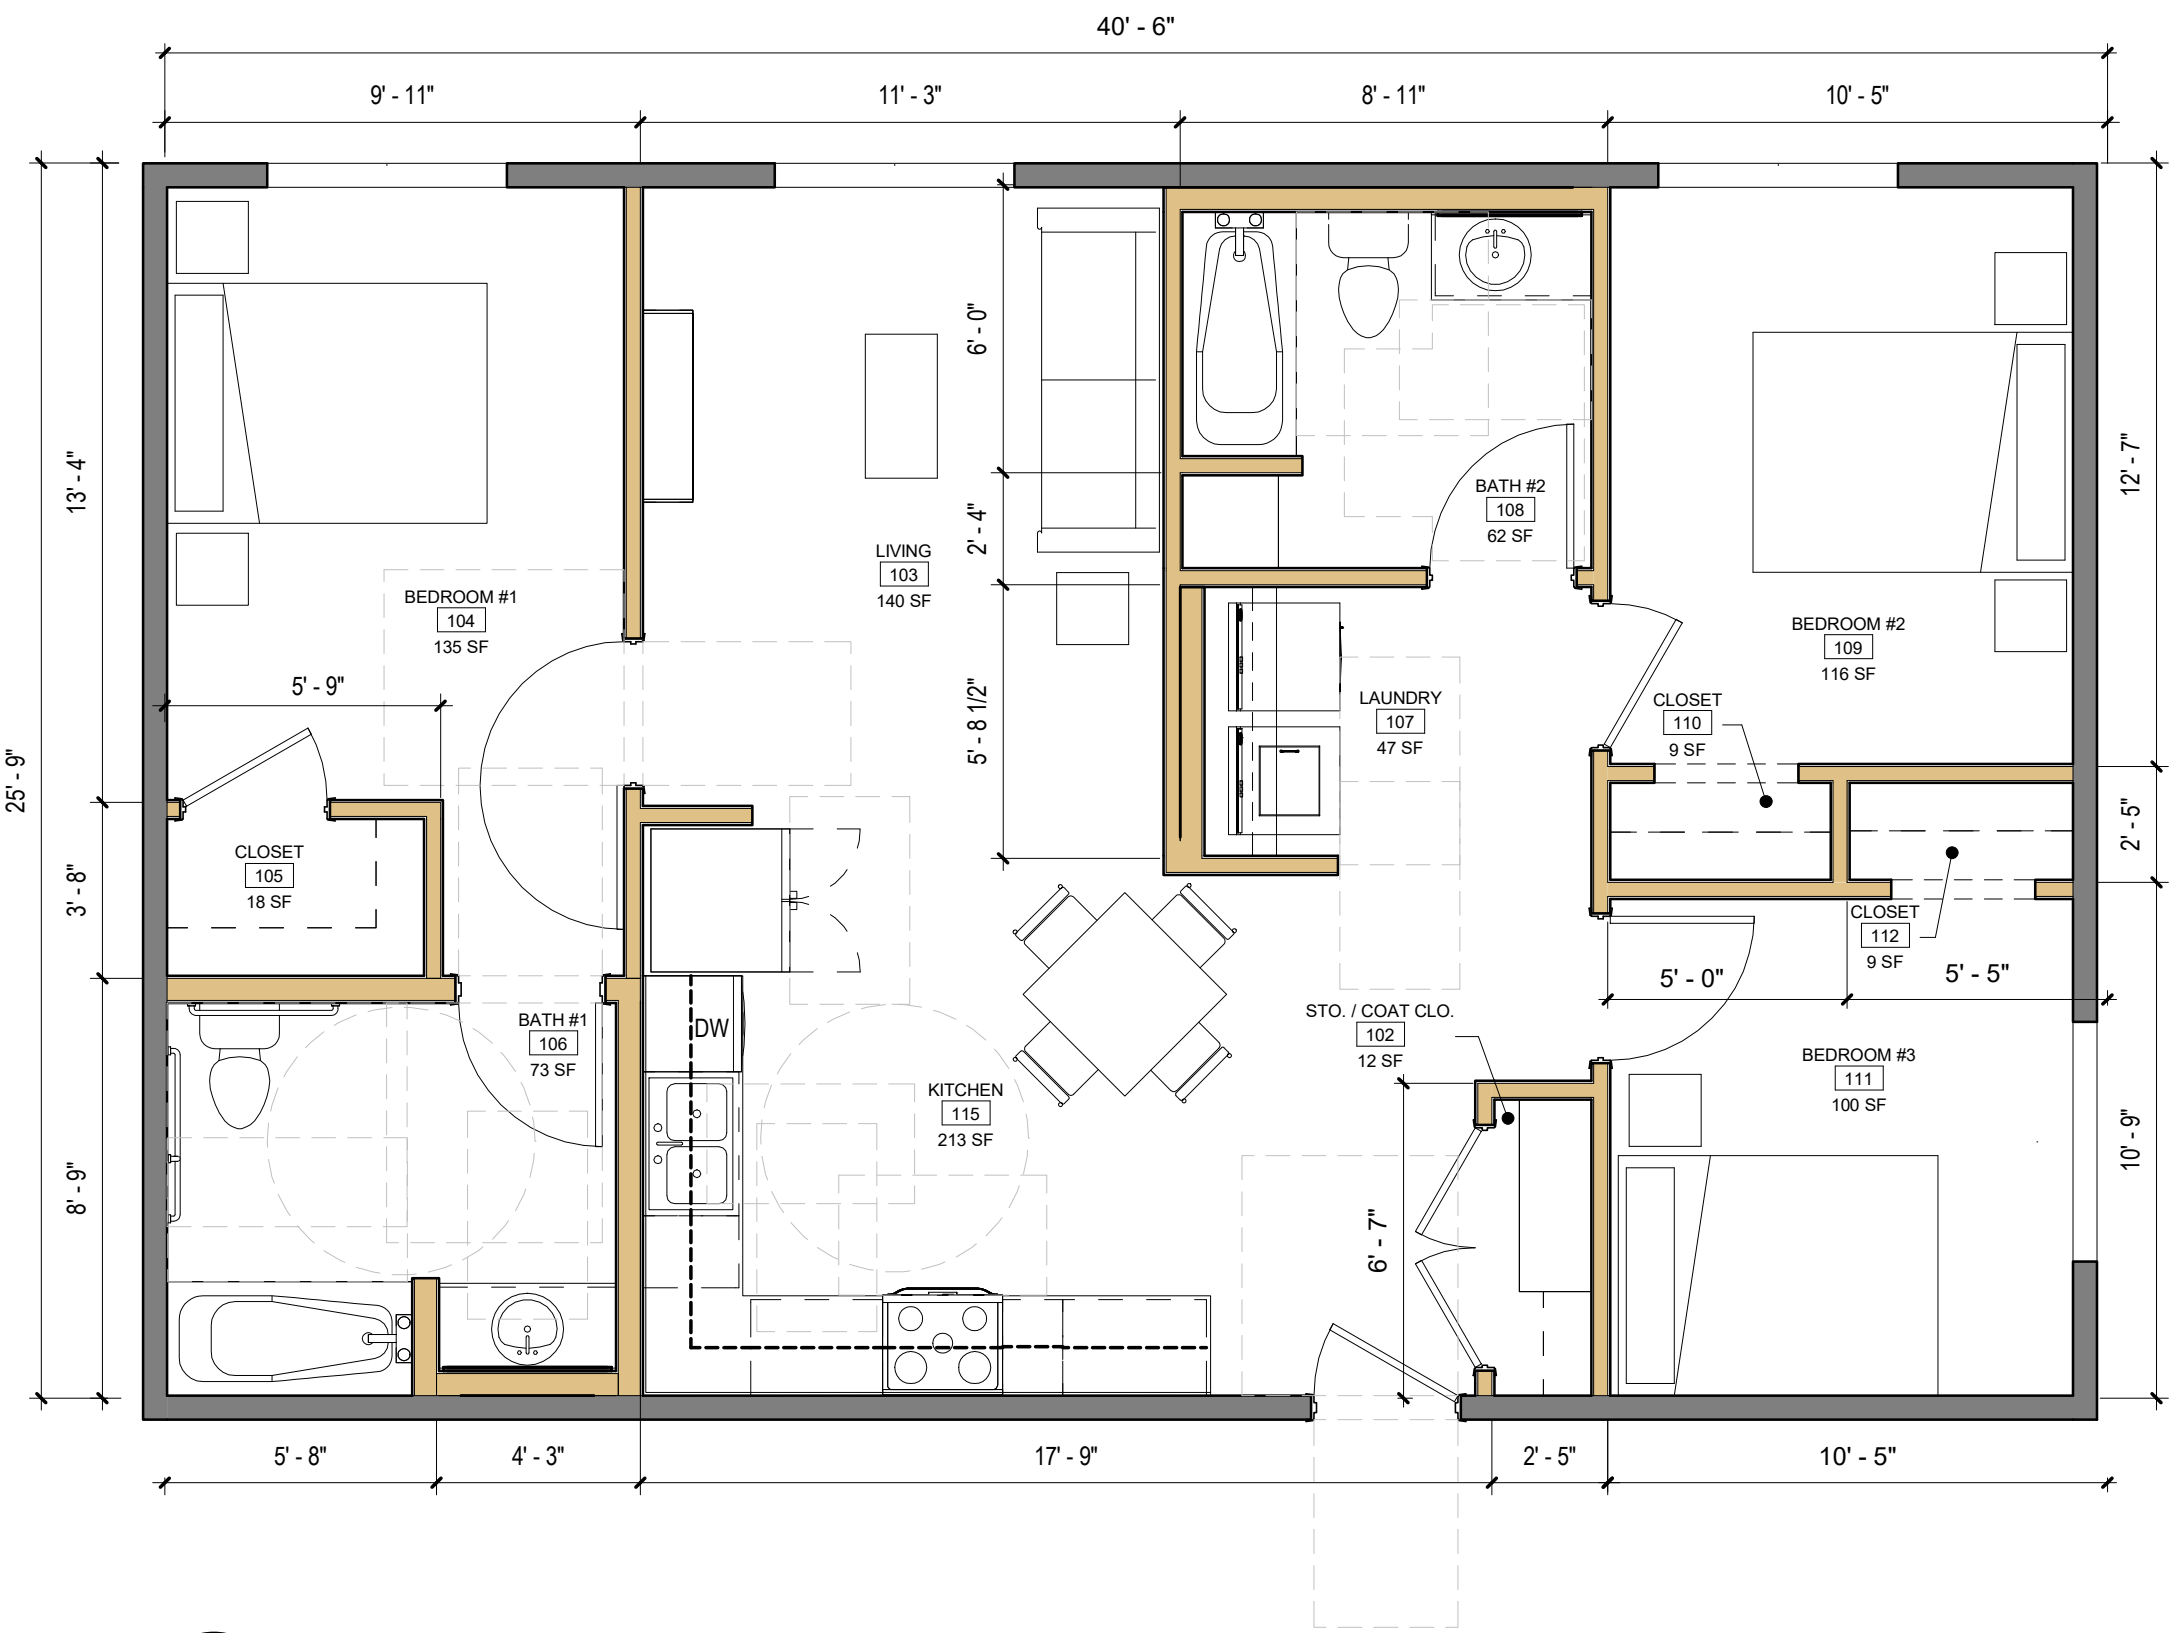 40' - 6"
9' - 11"
11' - 3"
8' - 11"
10' - 5"
25' - 9"
13' - 4"
3' - 8"
8' - 9"
12' - 7"
2' - 5"
10' - 9"
6' - 0"
2' - 4"
5' - 8 1/2"
BATH #2
108
62 SF
LIVING
103
140 SF
BEDROOM #1
104
135 SF
BEDROOM #2
109
116 SF
5' - 9"
LAUNDRY
107
47 SF
CLOSET
110
9 SF
CLOSET
105
18 SF
CLOSET
112
9 SF
5' - 0"
5' - 5"
DW
BATH #1
106
73 SF
STO. / COAT CLO.
102
12 SF
BEDROOM #3
111
100 SF
KITCHEN
115
213 SF
6' - 7"
5' - 8"
4' - 3"
17' - 9"
2' - 5"
10' - 5"